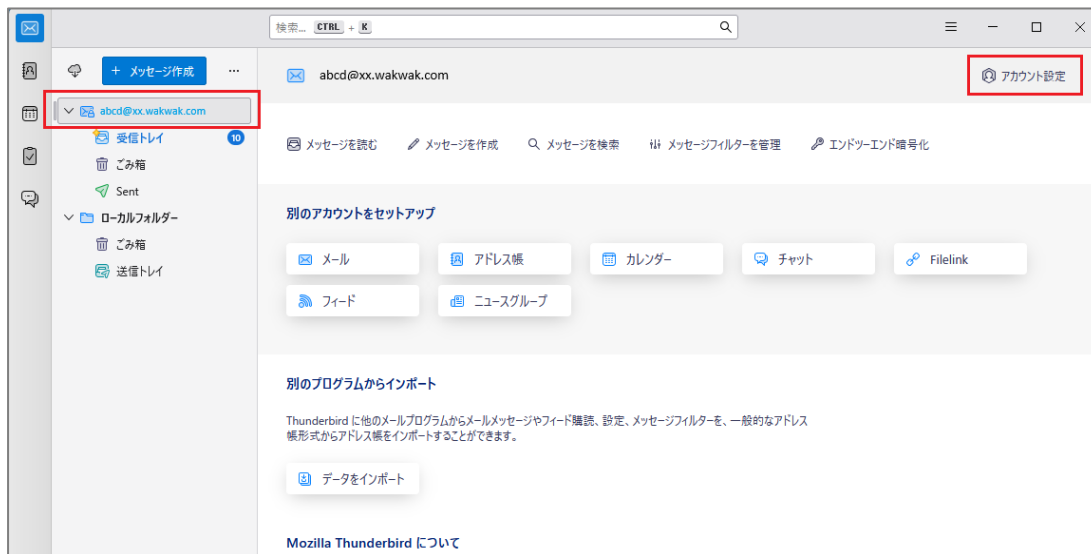 検索... CTRL + K
+ メッセージ作成 ...
abcd@xx.wakwak.com
受信トレイ 10
ごみ箱
Sent
ローカルフォルダー
ごみ箱
送信トレイ
abcd@xx.wakwak.com
アカウント設定
メッセージを読む メッセージを作成 メッセージを検索 メッセージフィルターを管理 エンドツーエンド暗号化
別のアカウントをセットアップ
メール アドレス帳 カレンダー チャット Filelink
フィード ニュースグループ
別のプログラムからインポート
Thunderbird に他のメールプログラムからメールメッセージやフィード購読、設定、メッセージフィルターを、一般的なアドレス
帳形式からアドレス帳をインポートすることができます。
データをインポート
Mozilla Thunderbird について